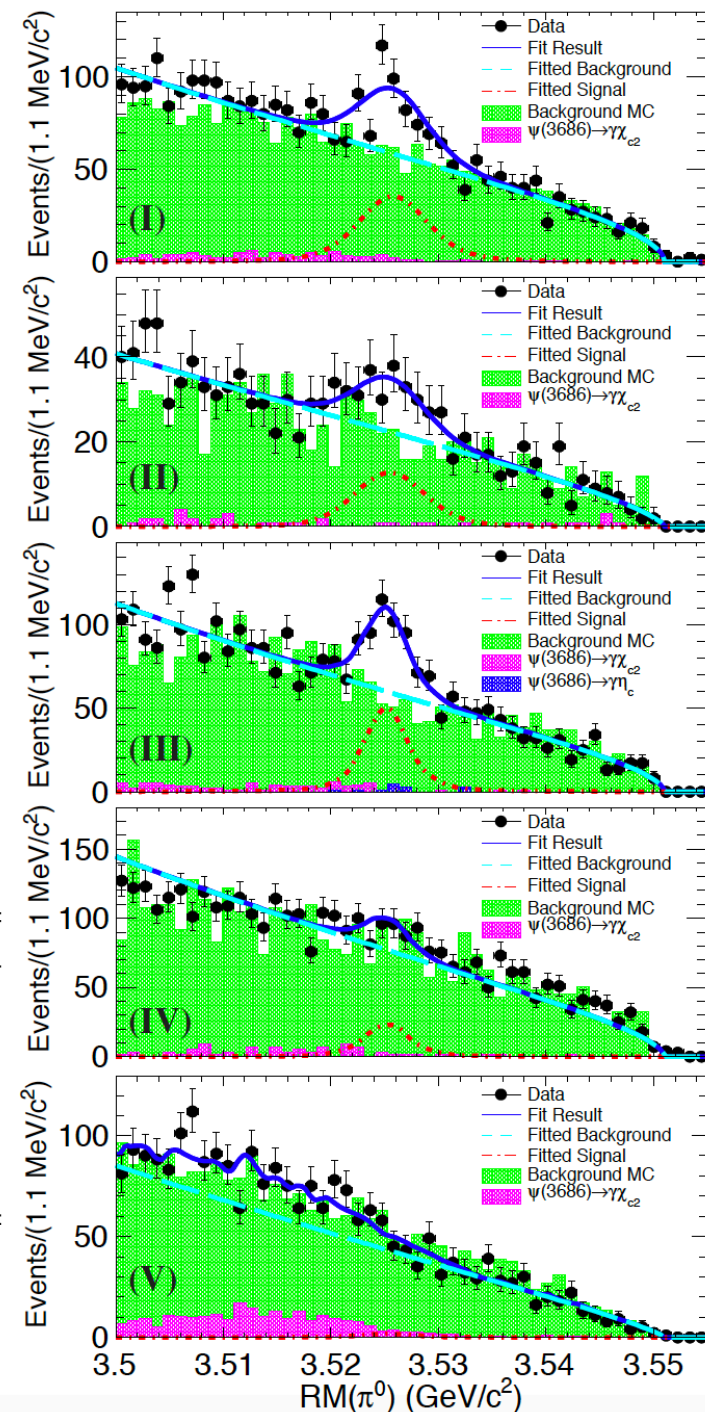 Events/(1.1 MeV/c²)
100
50
0
(I)
Data
Fit Result
Fitted Background
Fitted Signal
Background MC
ψ(3686)→γχc2
Events/(1.1 MeV/c²)
40
20
0
(II)
Data
Fit Result
Fitted Background
Fitted Signal
Background MC
ψ(3686)→γχc2
Events/(1.1 MeV/c²)
100
50
0
(III)
Data
Fit Result
Fitted Background
Fitted Signal
Background MC
ψ(3686)→γχc2
ψ(3686)→γηc
Events/(1.1 MeV/c²)
150
100
50
0
(IV)
Data
Fit Result
Fitted Background
Fitted Signal
Background MC
ψ(3686)→γχc2
Events/(1.1 MeV/c²)
100
50
0
(V)
Data
Fit Result
Fitted Background
Fitted Signal
Background MC
ψ(3686)→γχc2
3.5 3.51 3.52 3.53 3.54 3.55
RM(π⁰) (GeV/c²)